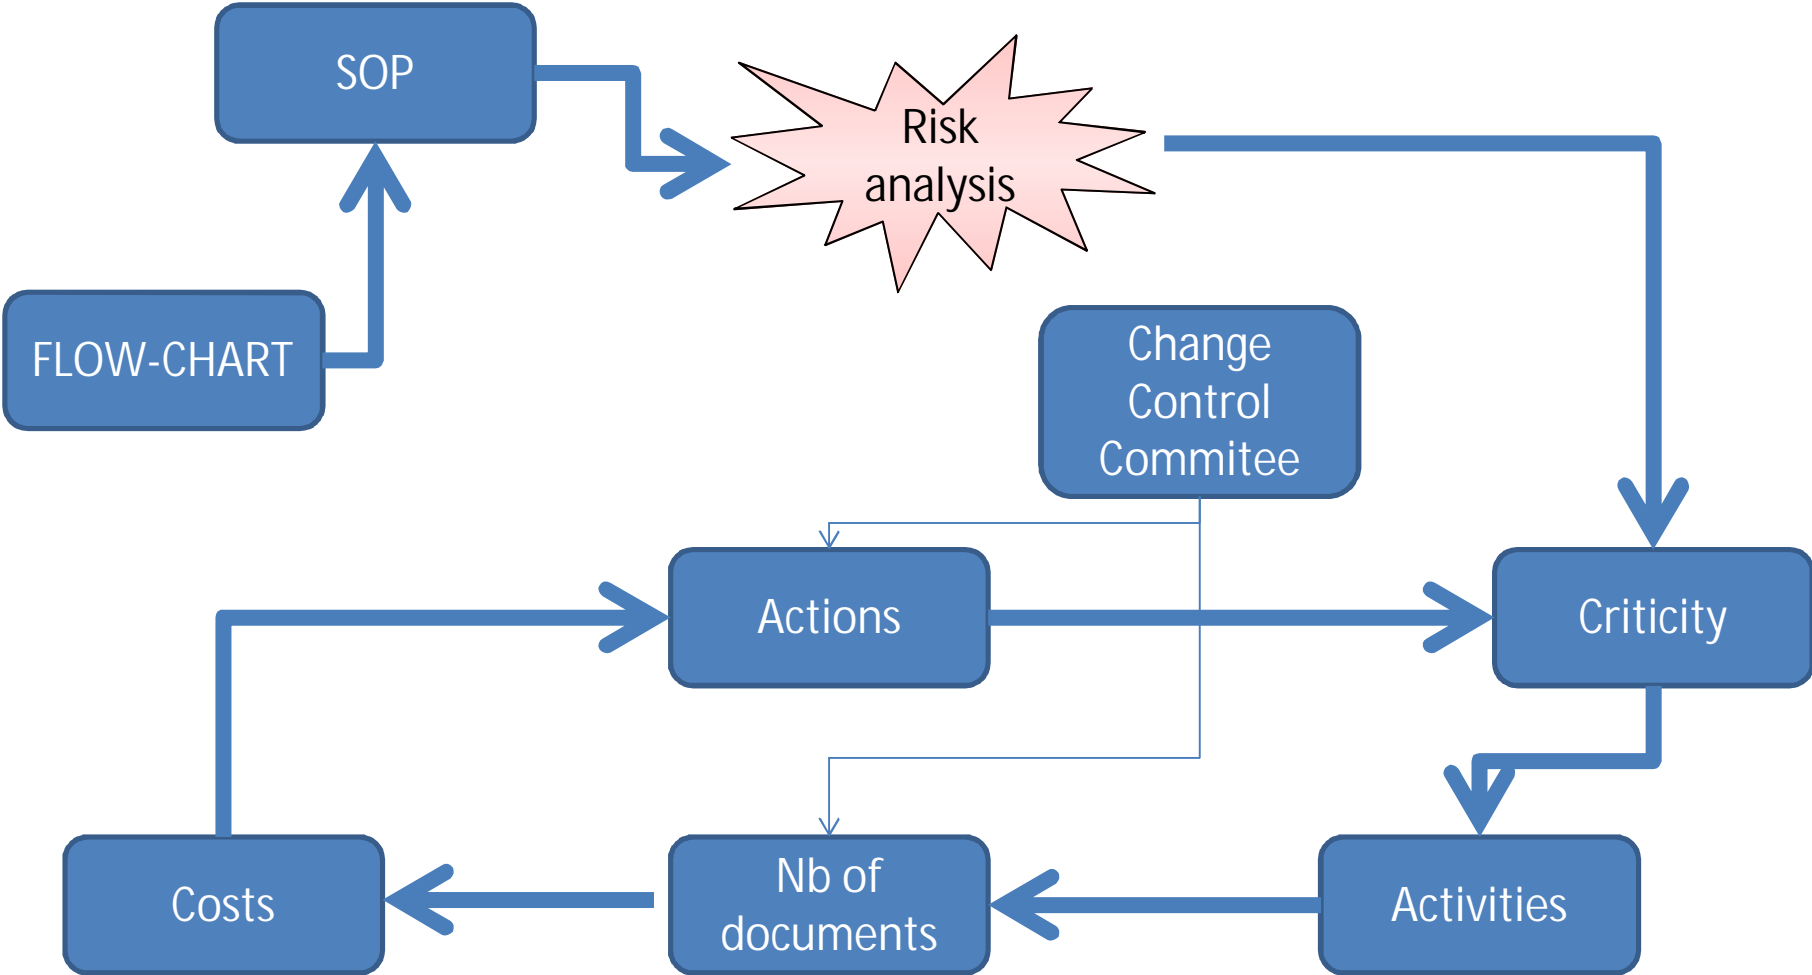 SOP
Risk
analysis
FLOW-CHART
Change
Control
Commitee
Actions
Criticity
Costs
Nb of
documents
Activities